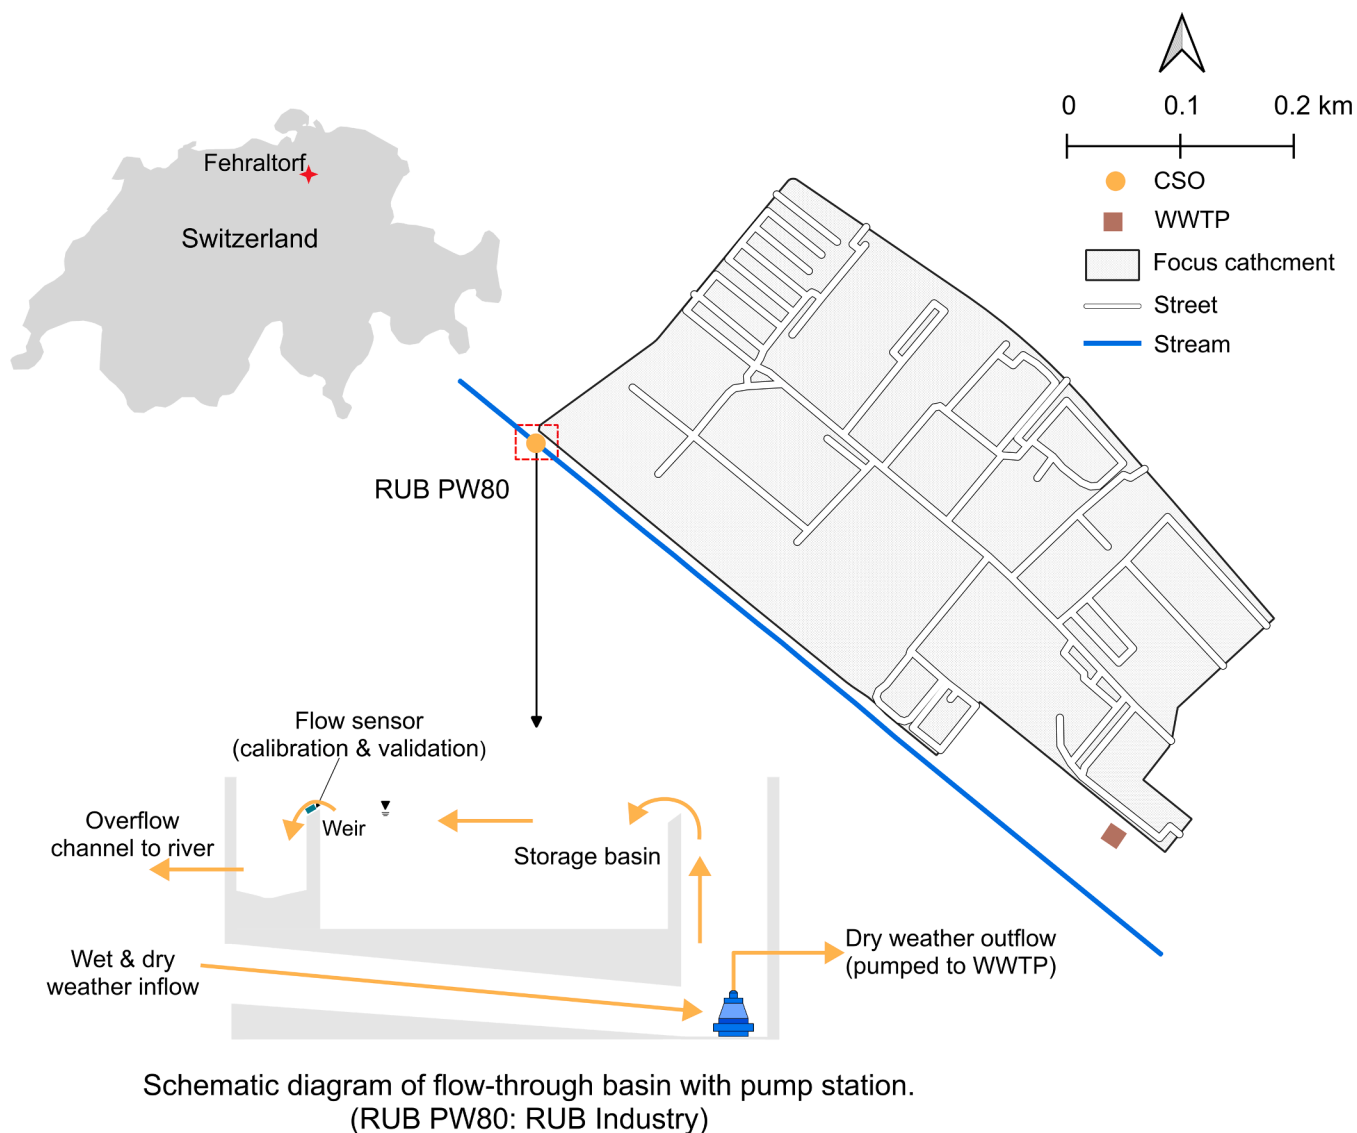 0 0.1 0.2 km
CSO
WWTP
Focus cathcment
Street
Stream
Fehraltorf
Switzerland
RUB PW80
Flow sensor
(calibration & validation)
Weir
Overflow
channel to river
Storage basin
Wet & dry
weather inflow
Dry weather outflow
(pumped to WWTP)
Schematic diagram of flow-through basin with pump station.
(RUB PW80: RUB Industry)